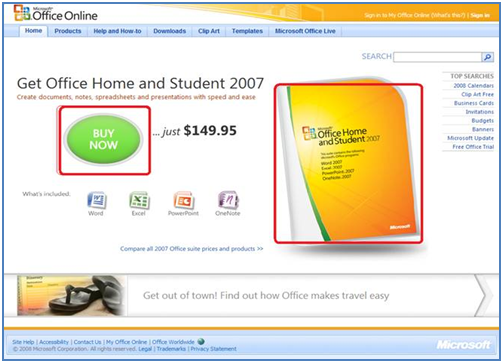 Microsoft
Office Online
Sign in to My Office Online (What's this?) | Sign in
Home Products Help and How-to Downloads Clip Art Templates Microsoft Office Live
SEARCH
Get Office Home and Student 2007
Create documents, notes, spreadsheets and presentations with speed and ease
BUY
NOW
... just $149.95
What's included:
Word Excel PowerPoint OneNote
Compare all 2007 Office suite prices and products >>
Office Home
and Student 2007
Word 2007
Excel 2007
PowerPoint 2007
OneNote 2007
Microsoft
TOP SEARCHES
2008 Calendars
Clip Art Free
Business Cards
Invitations
Budgets
Banners
Microsoft Update
Free Office Trial
Get out of town! Find out how Office makes travel easy
Site Help | Accessibility | Contact Us | My Office Online | Office Worldwide
© 2008 Microsoft Corporation. All rights reserved. Legal | Trademarks | Privacy Statement
Microsoft